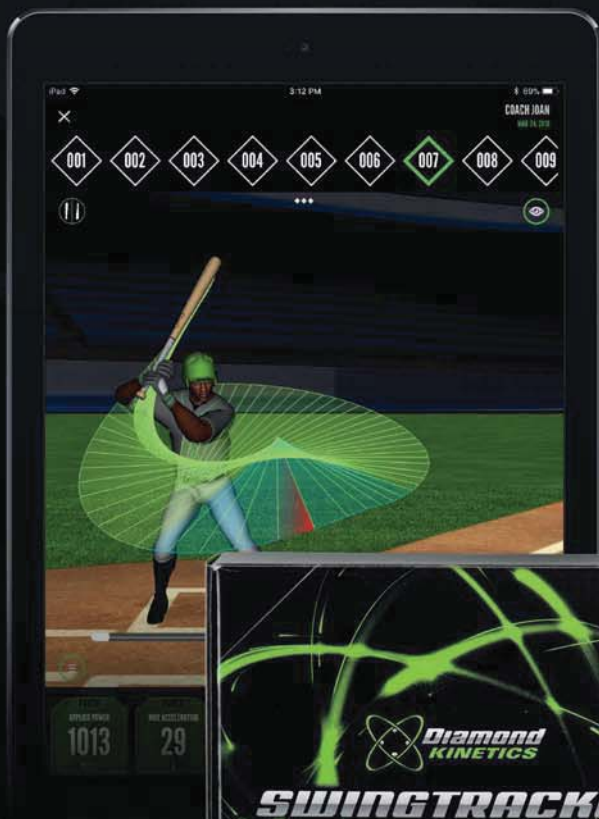 iPad
3:12 PM
69%
COACH JOAN
001 002 003 004 005 006 007 008 009
APPLIED POWER
1013
MAX ACCELERATION
29
Diamond
KINETICS
SWINGTRACK